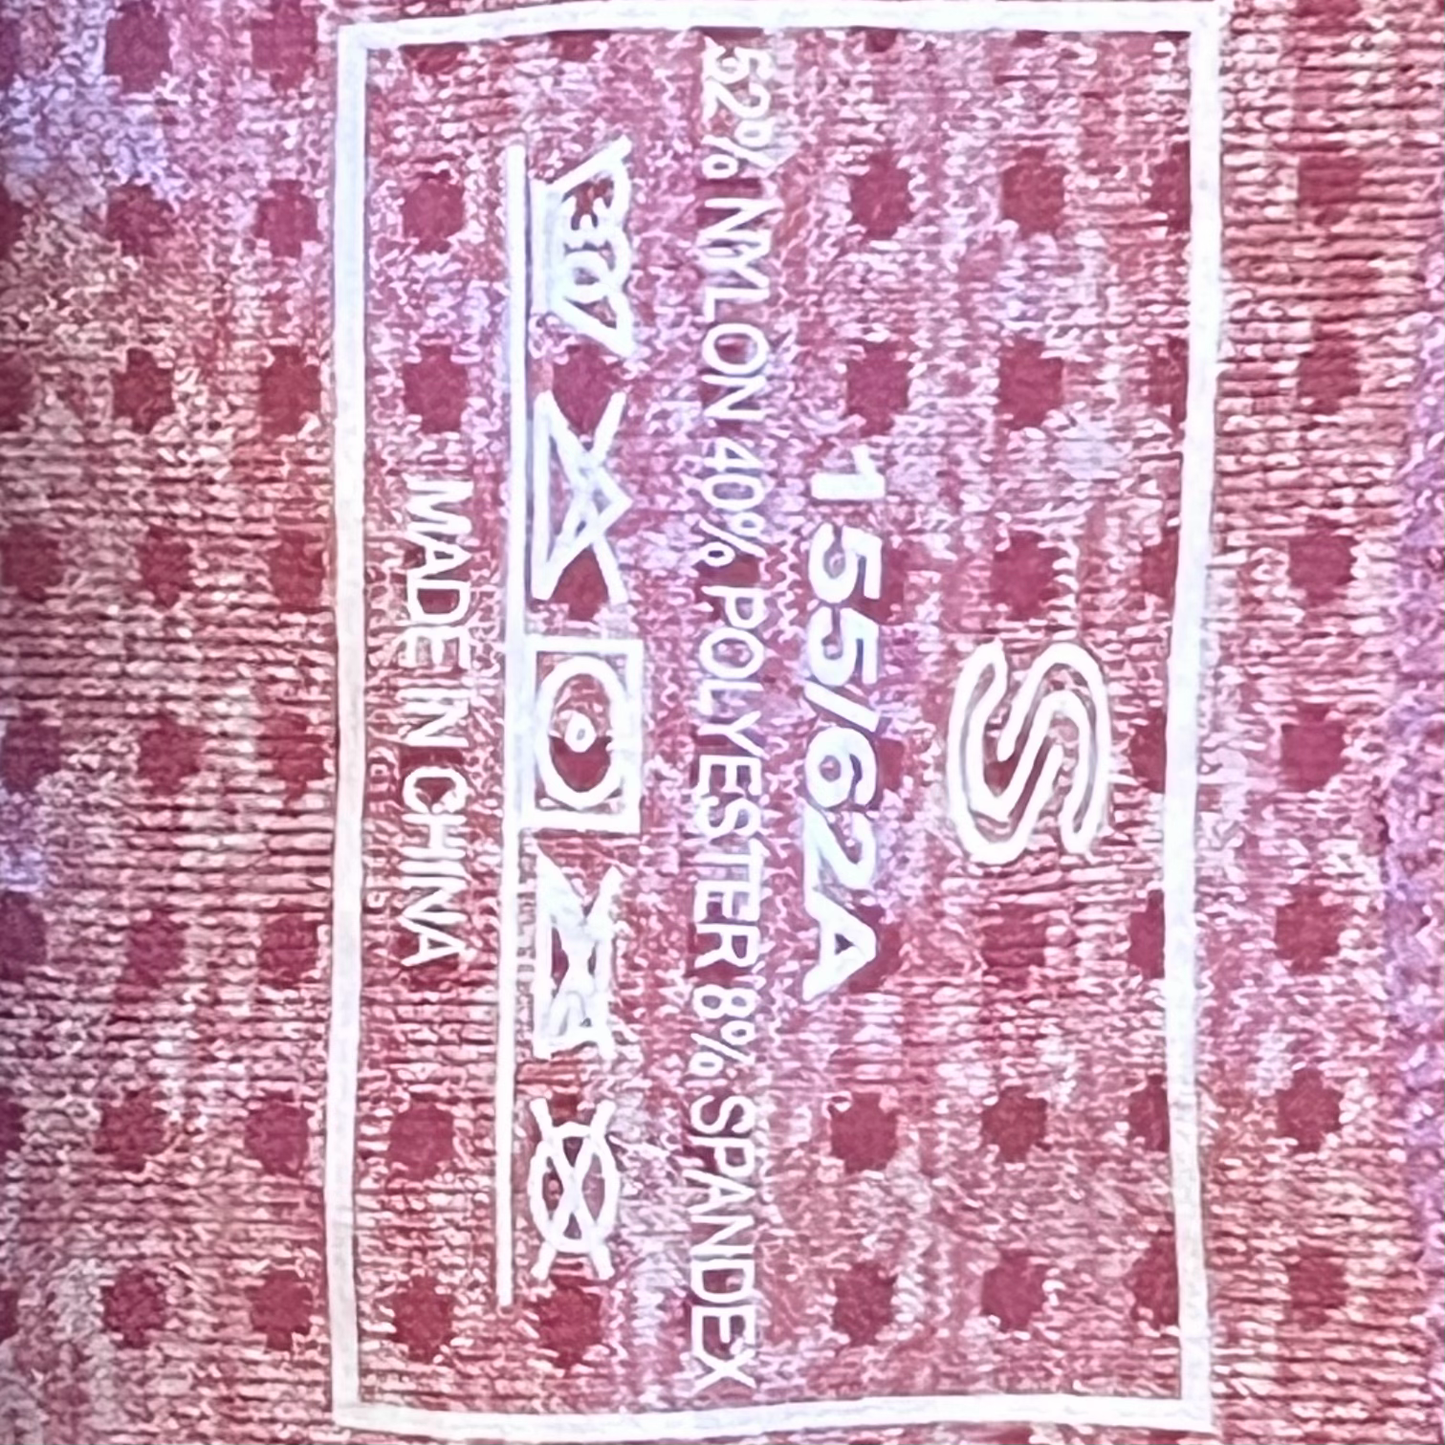 S
155/62A
52% NYLON 40% POLYESTER 8% SPANDEX
MADE IN CHINA